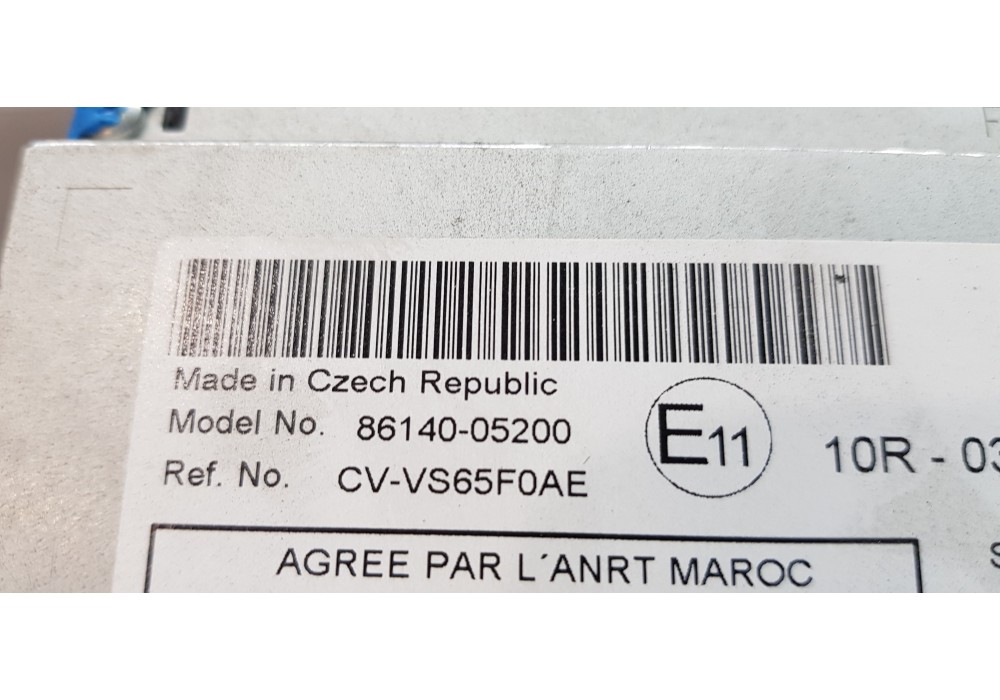 Made in Czech Republic
Model No. 86140-05200
Ref. No. CV-VS65F0AE
E11
10R - 03
AGREE PAR L´ANRT MAROC